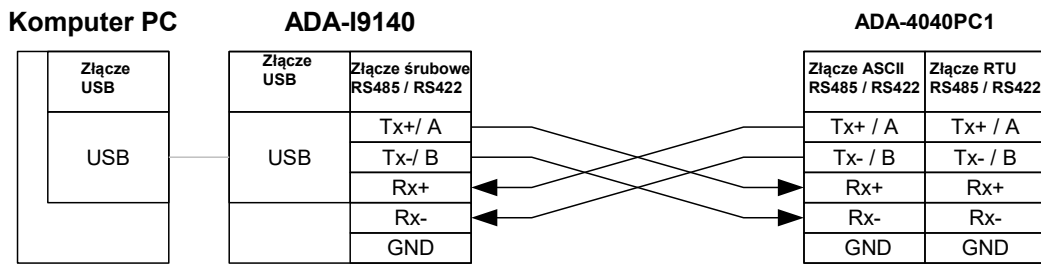 Komputer PC
ADA-I9140
ADA-4040PC1
Złącze
USB
Złącze
USB
Złącze śrubowe
RS485 / RS422
Złącze ASCII
RS485 / RS422
Złącze RTU
RS485 / RS422
USB
USB
Tx+/ A
Tx-/ B
Rx+
Rx-
GND
Tx+ / A
Tx- / B
Rx+
Rx-
GND
Tx+ / A
Tx- / B
Rx+
Rx-
GND